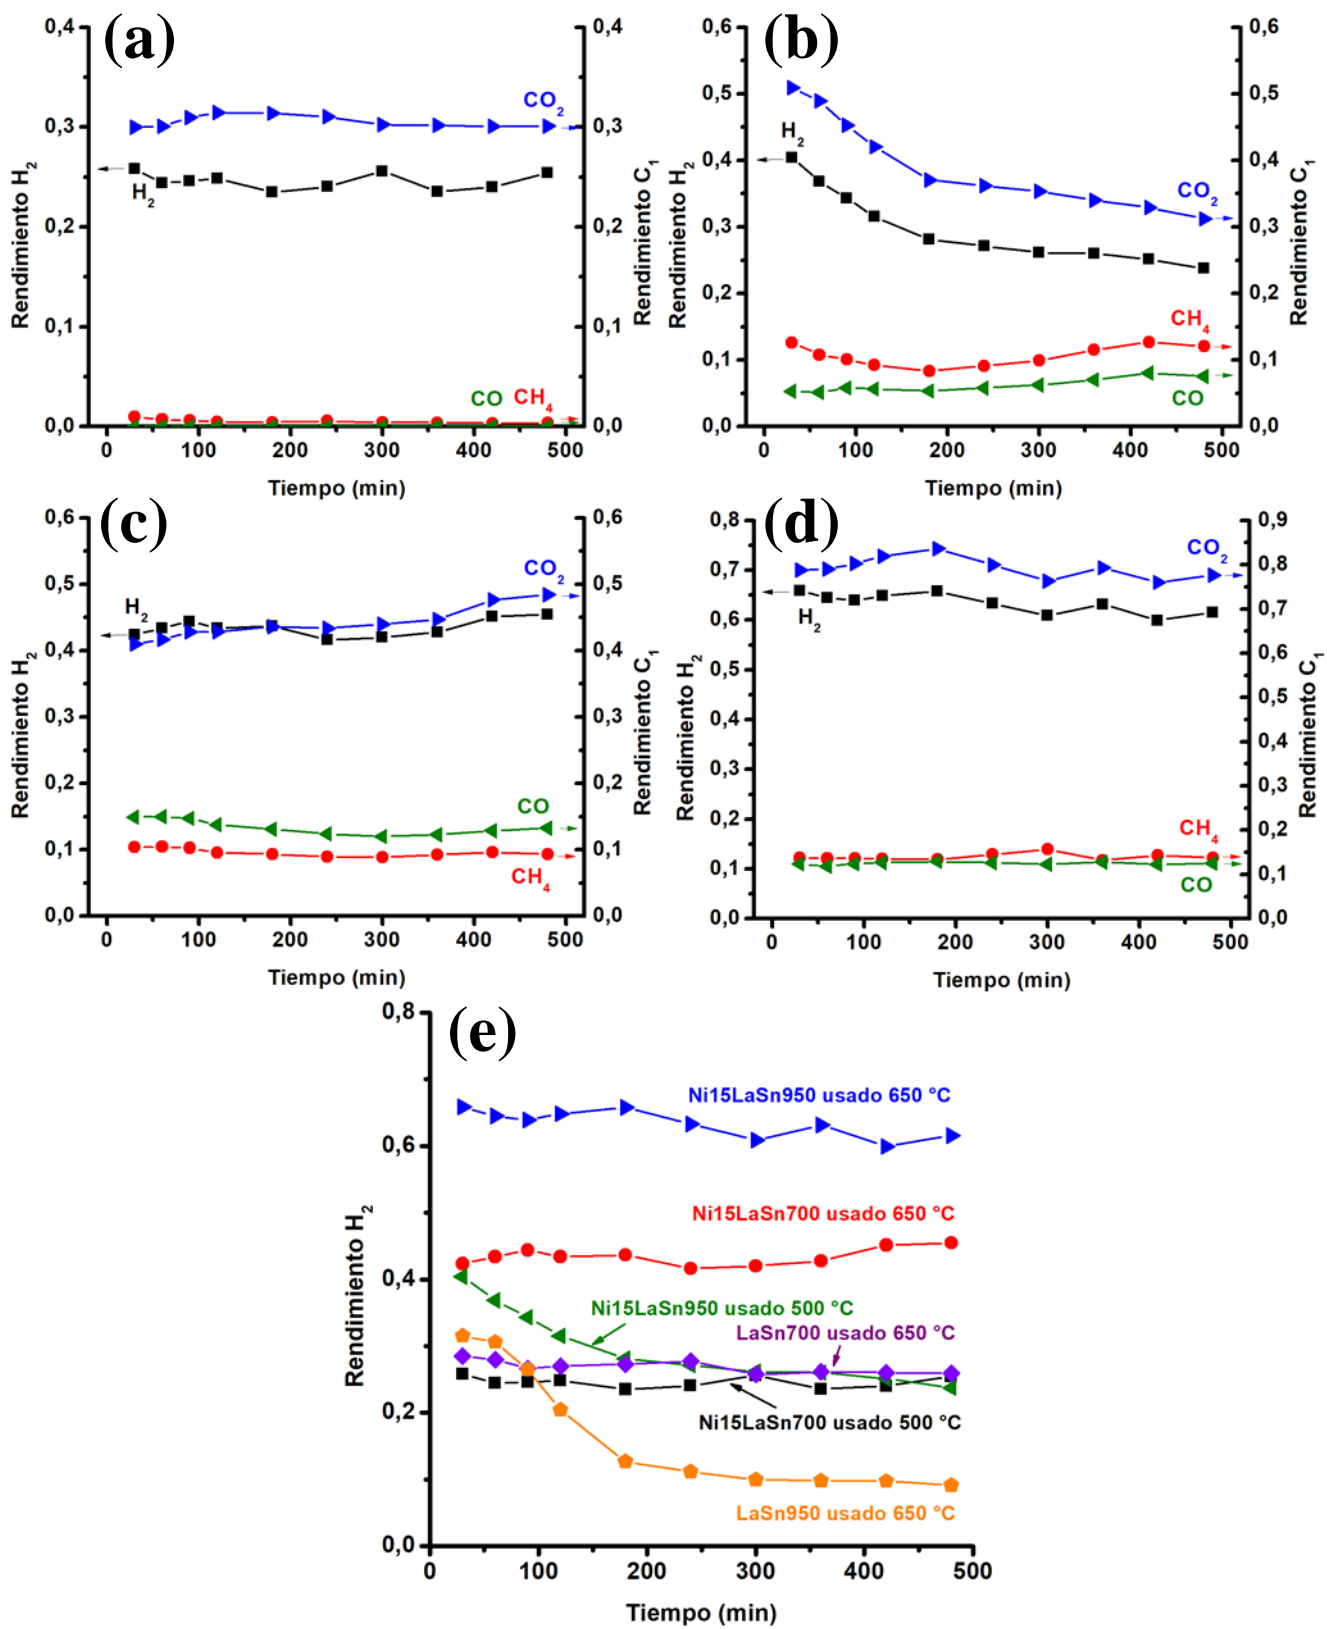 (a)
0,4
0,3
0,2
0,1
0,0
0,4
0,3
0,2
0,1
0,0
Rendimiento H₂
Rendimiento C₁
CO₂
H₂
CO
CH₄
0 100 200 300 400 500
Tiempo (min)
(b)
0,6
0,5
0,4
0,3
0,2
0,1
0,0
0,6
0,5
0,4
0,3
0,2
0,1
0,0
Rendimiento H₂
Rendimiento C₁
H₂
CO₂
CH₄
CO
0 100 200 300 400 500
Tiempo (min)
(c)
0,6
0,5
0,4
0,3
0,2
0,1
0,0
0,6
0,5
0,4
0,3
0,2
0,1
0,0
Rendimiento H₂
Rendimiento C₁
CO₂
H₂
CO
CH₄
0 100 200 300 400 500
Tiempo (min)
(d)
0,8
0,7
0,6
0,5
0,4
0,3
0,2
0,1
0,0
0,9
0,8
0,7
0,6
0,5
0,4
0,3
0,2
0,1
0,0
Rendimiento H₂
Rendimiento C₁
CO₂
H₂
CH₄
CO
0 100 200 300 400 500
Tiempo (min)
(e)
0,8
0,6
0,4
0,2
0,0
Rendimiento H₂
Ni15LaSn950 usado 650 °C
Ni15LaSn700 usado 650 °C
Ni15LaSn950 usado 500 °C
LaSn700 usado 650 °C
Ni15LaSn700 usado 500 °C
LaSn950 usado 650 °C
0 100 200 300 400 500
Tiempo (min)